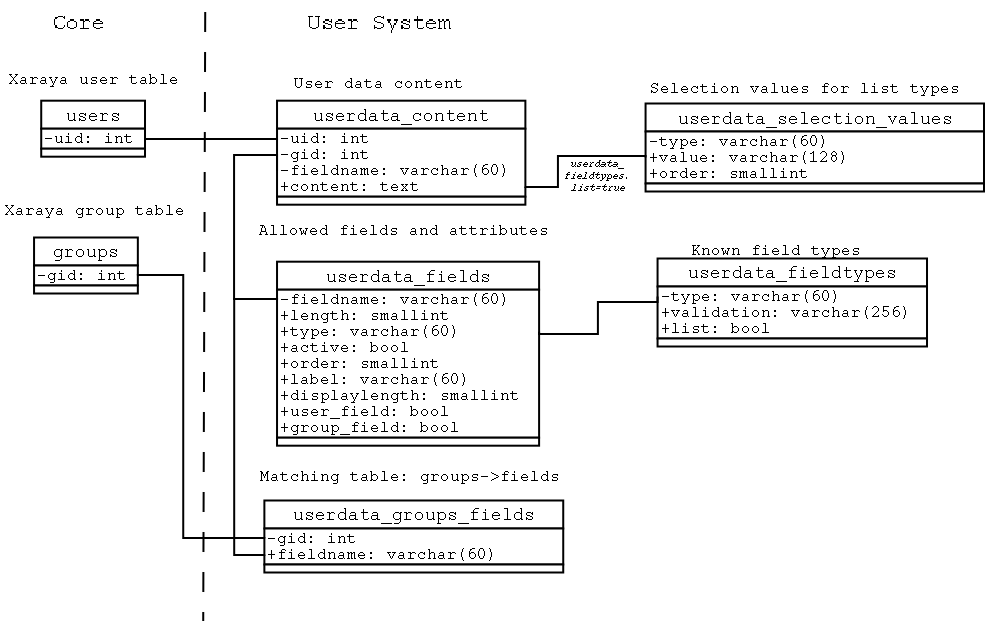 Core
User System
Xaraya user table
users
-uid: int
Xaraya group table
groups
-gid: int
User data content
userdata_content
-uid: int
-gid: int
-fieldname: varchar(60)
+content: text
userdata_
fieldtypes.
list=true
Selection values for list types
userdata_selection_values
-type: varchar(60)
+value: varchar(128)
+order: smallint
Allowed fields and attributes
userdata_fields
-fieldname: varchar(60)
+length: smallint
+type: varchar(60)
+active: bool
+order: smallint
+label: varchar(60)
+displaylength: smallint
+user_field: bool
+group_field: bool
Known field types
userdata_fieldtypes
-type: varchar(60)
+validation: varchar(256)
+list: bool
Matching table: groups->fields
userdata_groups_fields
-gid: int
+fieldname: varchar(60)